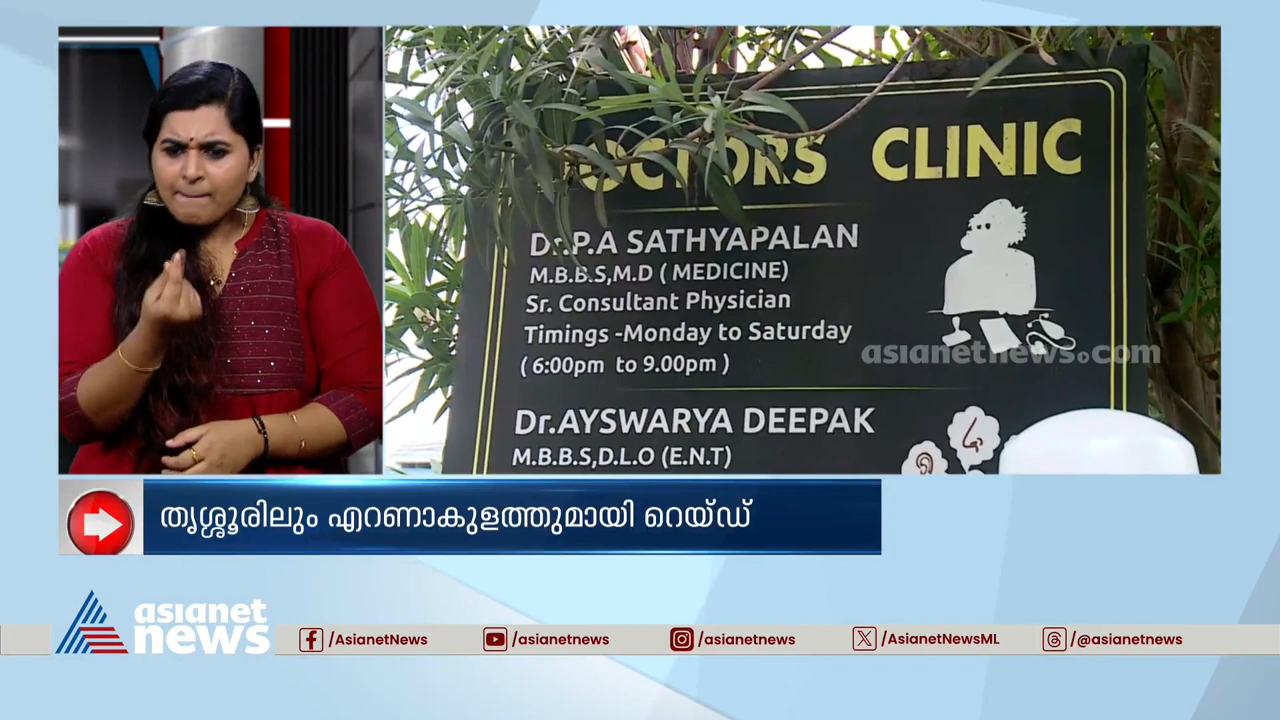 DOCTORS CLINIC
Dr.P.A SATHYAPALAN
M.B.B.S,M.D ( MEDICINE)
Sr. Consultant Physician
Timings -Monday to Saturday
( 6:00pm to 9.00pm )
asianetnews.com
Dr.AYSWARYA DEEPAK
M.B.B.S,D.L.O (E.N.T)
തൃശ്ശൂരിലും എറണാകുളത്തുമായി റെയ്ഡ്
asianet
news
/AsianetNews
/asianetnews
/asianetnews
/AsianetNewsML
/@asianetnews